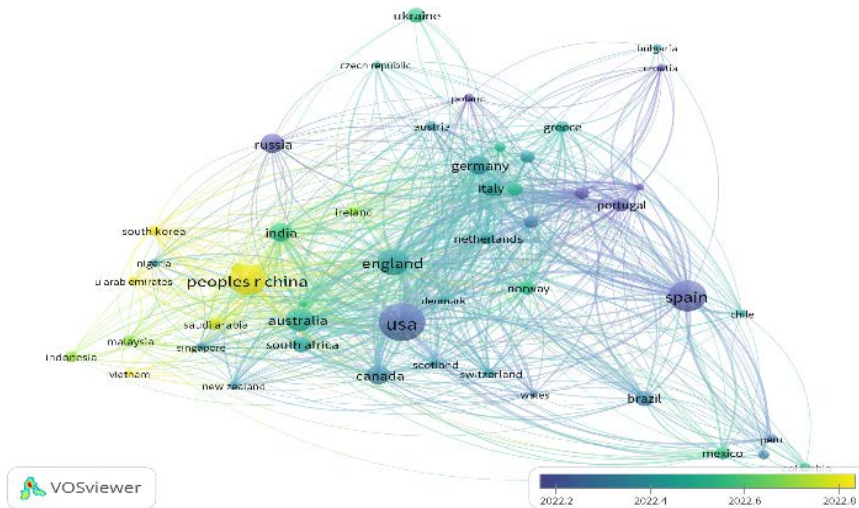 ukraine
bulgaria
czech republic
croatia
poland
austria
greece
russia
germany
italy
portugal
ireland
south korea
india
netherlands
nigeria
england
u arab emirates
peoples r china
norway
spain
denmark
chile
saudi arabia
australia
usa
malaysia
singapore
south africa
indonesia
scotland
vietnam
canada
switzerland
new zealand
wales
brazil
peru
mexico
colombia
VOSviewer
2022.2 2022.4 2022.6 2022.8